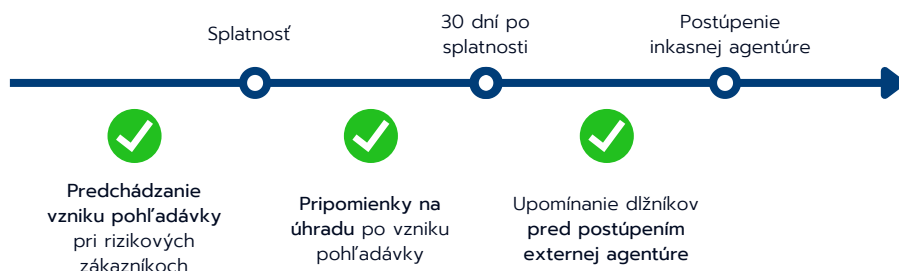 Splatnosť
30 dní po
splatnosti
Postúpenie
inkasnej agentúre
Predchádzanie
vzniku pohľadávky
pri rizikových
zákazníkoch
Pripomienky na
úhradu po vzniku
pohľadávky
Upomínanie dlžníkov
pred postúpením
externej agentúre